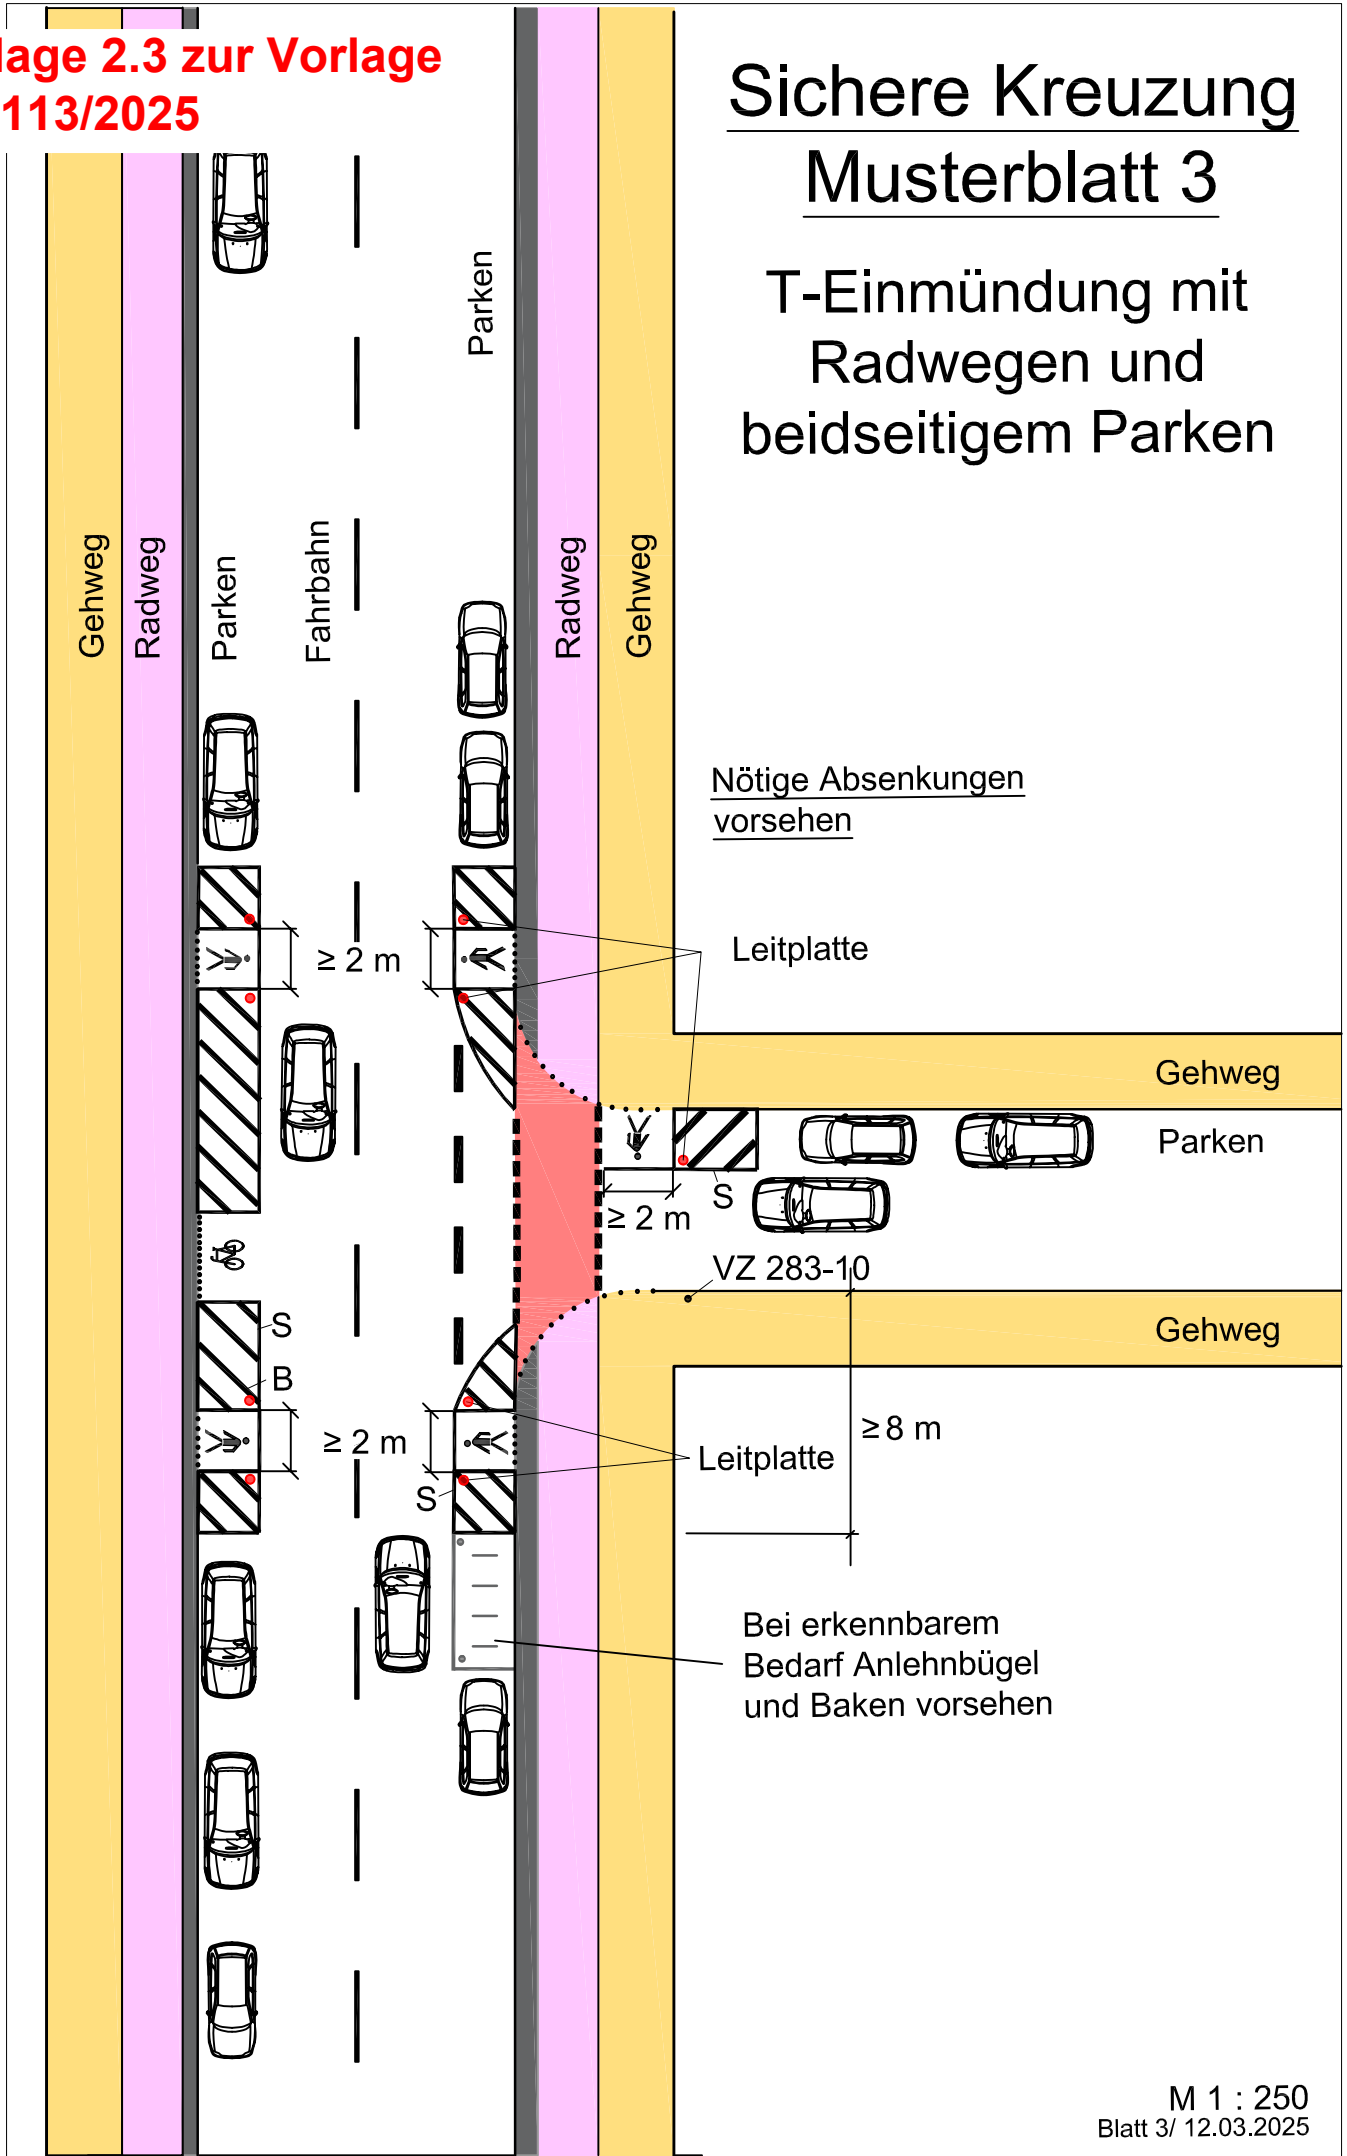 lage 2.3 zur Vorlage
113/2025
Sichere Kreuzung
Musterblatt 3
T-Einmündung mit
Radwegen und
beidseitigem Parken
Parken
Gehweg
Radweg
Parken
Fahrbahn
Radweg
Gehweg
Nötige Absenkungen
vorsehen
≥ 2 m
Leitplatte
Gehweg
Parken
S
≥ 2 m
VZ 283-10
S
Gehweg
B
≥ 8 m
≥ 2 m
Leitplatte
S
Bei erkennbarem
Bedarf Anlehnbügel
und Baken vorsehen
M 1 : 250
Blatt 3/ 12.03.2025